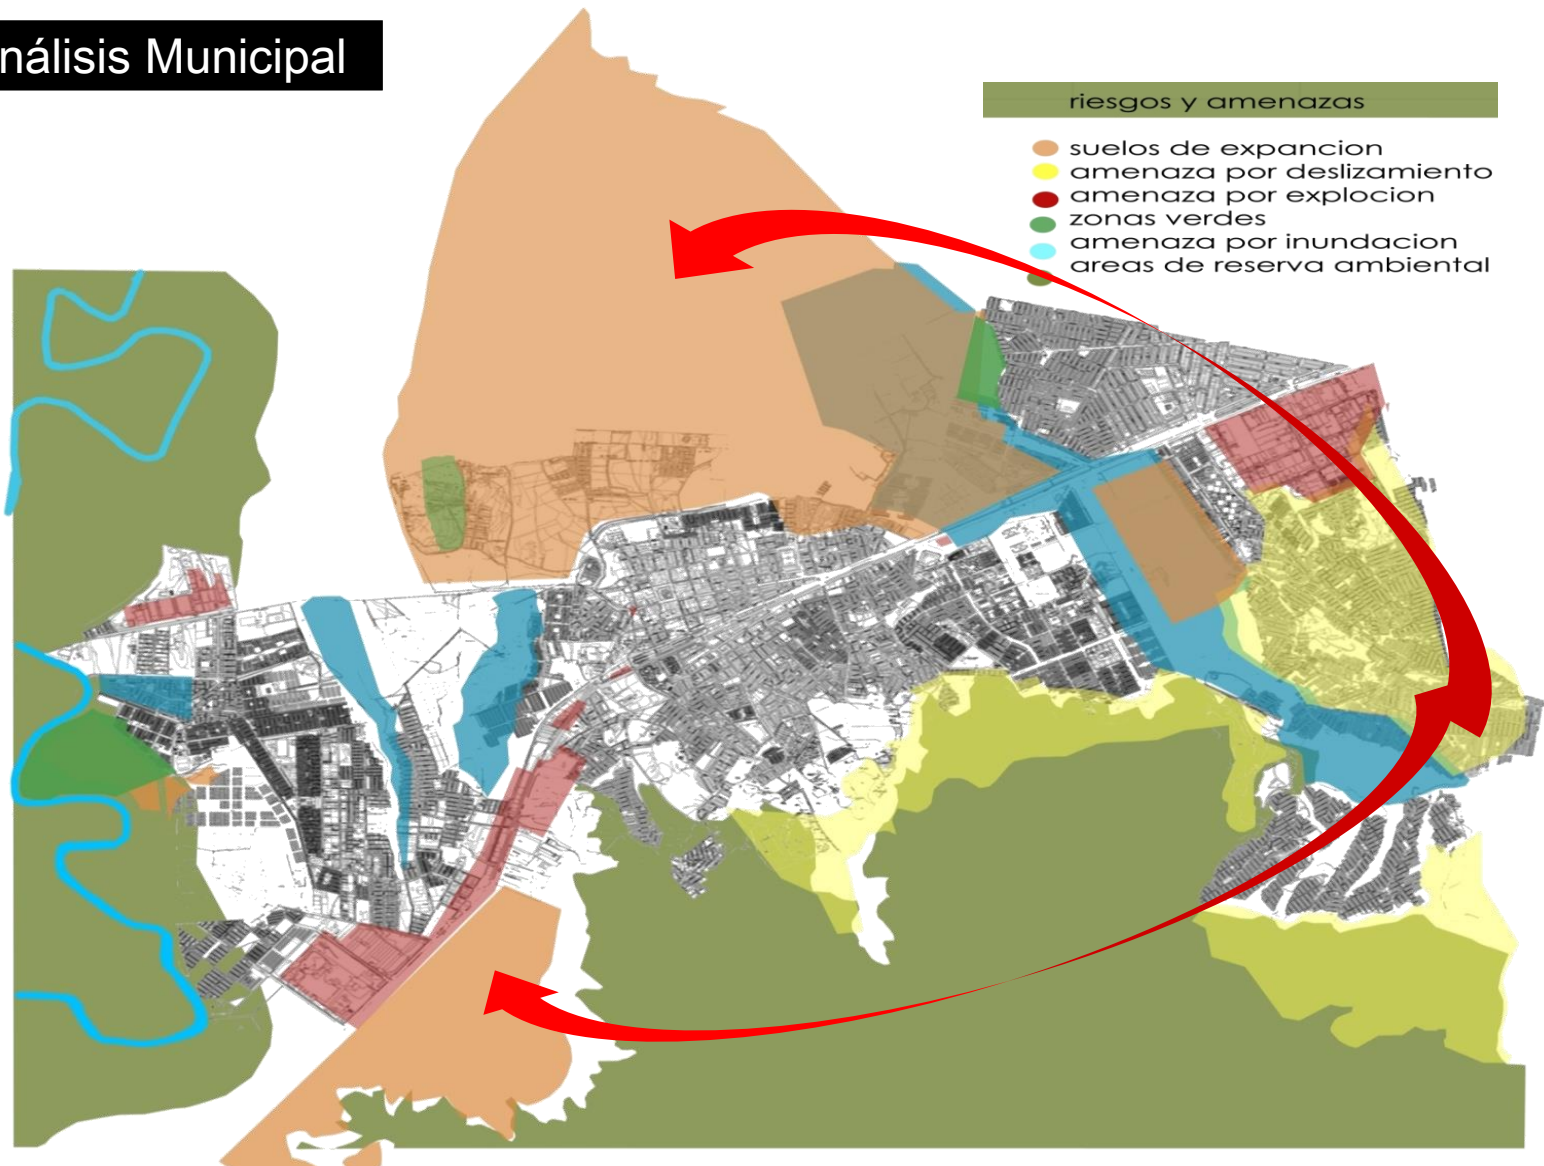 nálisis Municipal
riesgos y amenazas
suelos de expancion
amenaza por deslizamiento
amenaza por explocion
zonas verdes
amenaza por inundacion
areas de reserva ambiental